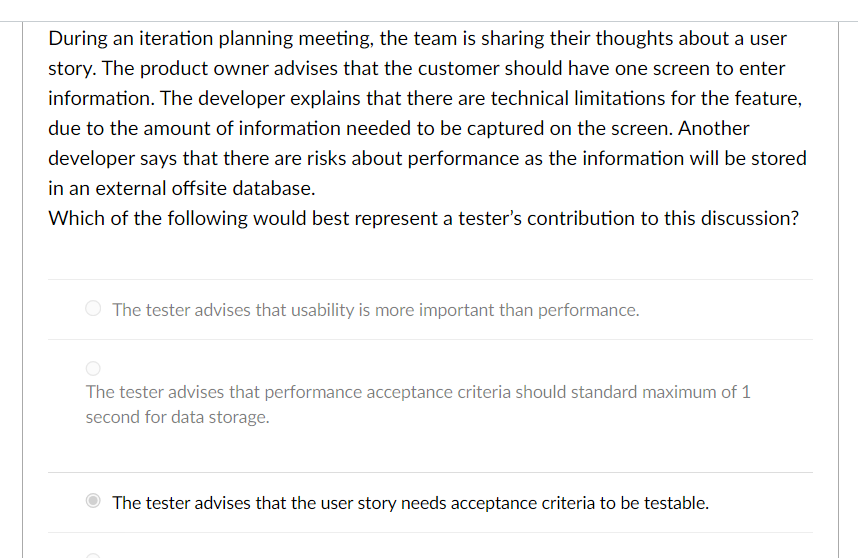 During an iteration planning meeting, the team is sharing their thoughts about a user
story. The product owner advises that the customer should have one screen to enter
information. The developer explains that there are technical limitations for the feature,
due to the amount of information needed to be captured on the screen. Another
developer says that there are risks about performance as the information will be stored
in an external offsite database.
Which of the following would best represent a tester’s contribution to this discussion?
The tester advises that usability is more important than performance.
The tester advises that performance acceptance criteria should standard maximum of 1
second for data storage.
The tester advises that the user story needs acceptance criteria to be testable.